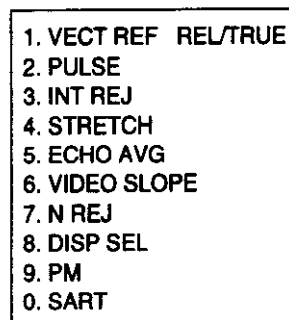 1. VECT REF REL/TRUE
2. PULSE
3. INT REJ
4. STRETCH
5. ECHO AVG
6. VIDEO SLOPE
7. N REJ
8. DISP SEL
9. PM
0. SART